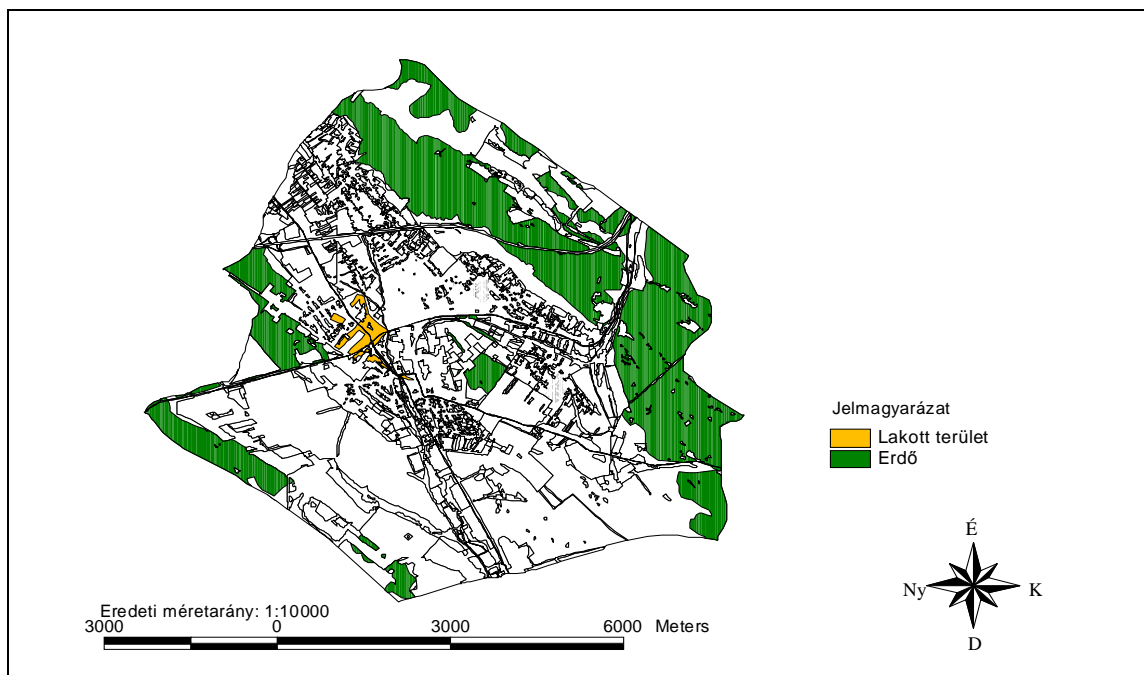 Jelmagyarázat
Lakott terület
Erdő
É
Ny
K
D
Eredeti méretarány: 1:10000
3000 0 3000 6000 Meters